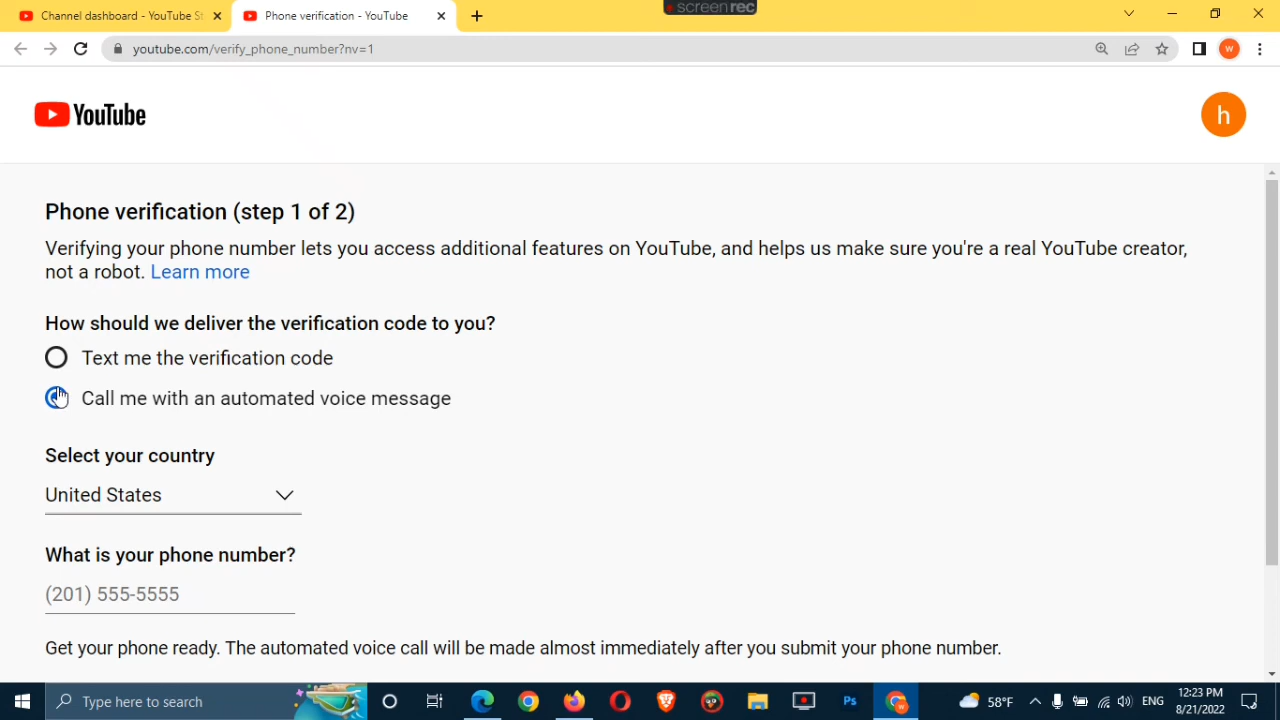 screenrec
Channel dashboard - YouTube St
Phone verification - YouTube
youtube.com/verify_phone_number?nv=1
W
YouTube
h
Phone verification (step 1 of 2)
Verifying your phone number lets you access additional features on YouTube, and helps us make sure you're a real YouTube creator,
not a robot. Learn more
How should we deliver the verification code to you?
Text me the verification code
Call me with an automated voice message
Select your country
United States
What is your phone number?
(201) 555-5555
Get your phone ready. The automated voice call will be made almost immediately after you submit your phone number.
Type here to search
Ps
W
58°F
ENG
12:23 PM
8/21/2022